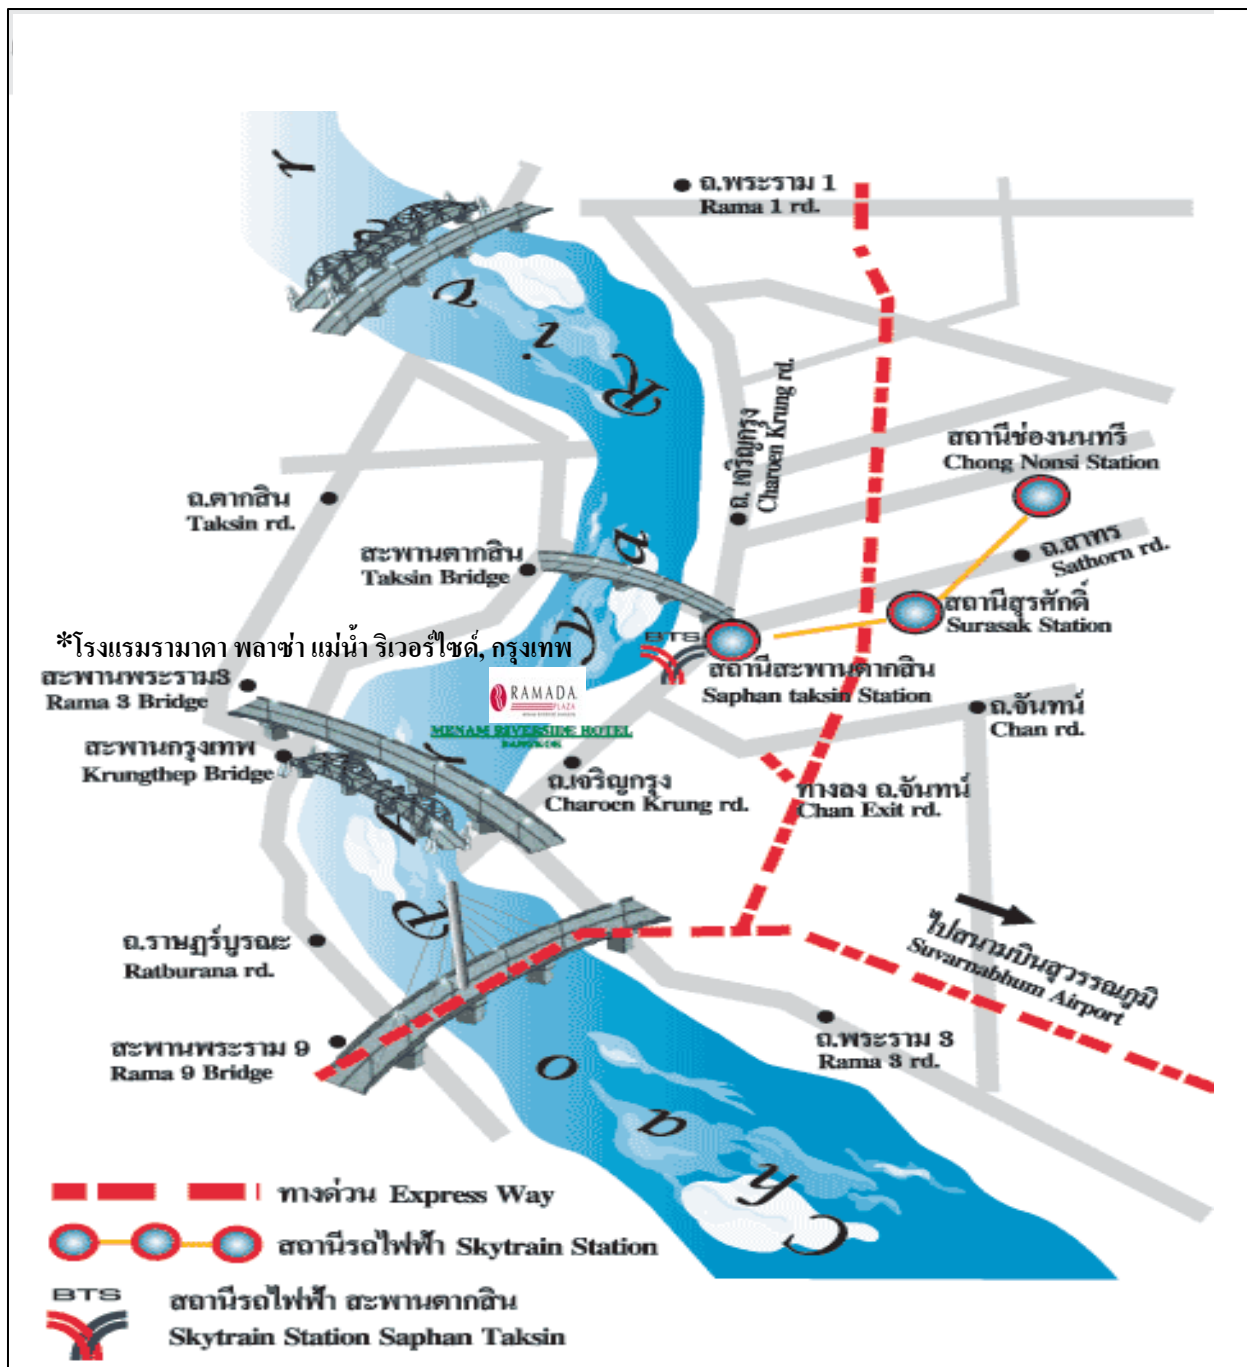 ถ.พระราม 1
Rama 1 rd.
ถ. เจริญกรุง
Charoen Krung rd.
สถานีช่องนนทรี
Chong Nonsi Station
ถ.ตากสิน
Taksin rd.
สะพานตากสิน
Taksin Bridge
ถ.สาทร
Sathorn rd.
สถานีสุรศักดิ์
Surasak Station
*โรงแรมรามาดา พลาซ่า แม่น้ำ ริเวอร์ไซด์, กรุงเทพ
BTS
สถานีสะพานตากสิน
Saphan taksin Station
สะพานพระราม3
Rama 3 Bridge
RAMADA
PLAZA
MENAM RIVERSIDE HOTEL
BANGKOK
ถ.จันทน์
Chan rd.
สะพานกรุงเทพ
Krungthep Bridge
ถ.เจริญกรุง
Charoen Krung rd.
ทางลง ถ.จันทน์
Chan Exit rd.
ถ.ราษฎร์บูรณะ
Ratburana rd.
ไปสนามบินสุวรรณภูมิ
Suvarnabhum Airport
สะพานพระราม 9
Rama 9 Bridge
ถ.พระราม 3
Rama 3 rd.
Chao Praya River
ทางด่วน Express Way
สถานีรถไฟฟ้า Skytrain Station
BTS
สถานีรถไฟฟ้า สะพานตากสิน
Skytrain Station Saphan Taksin